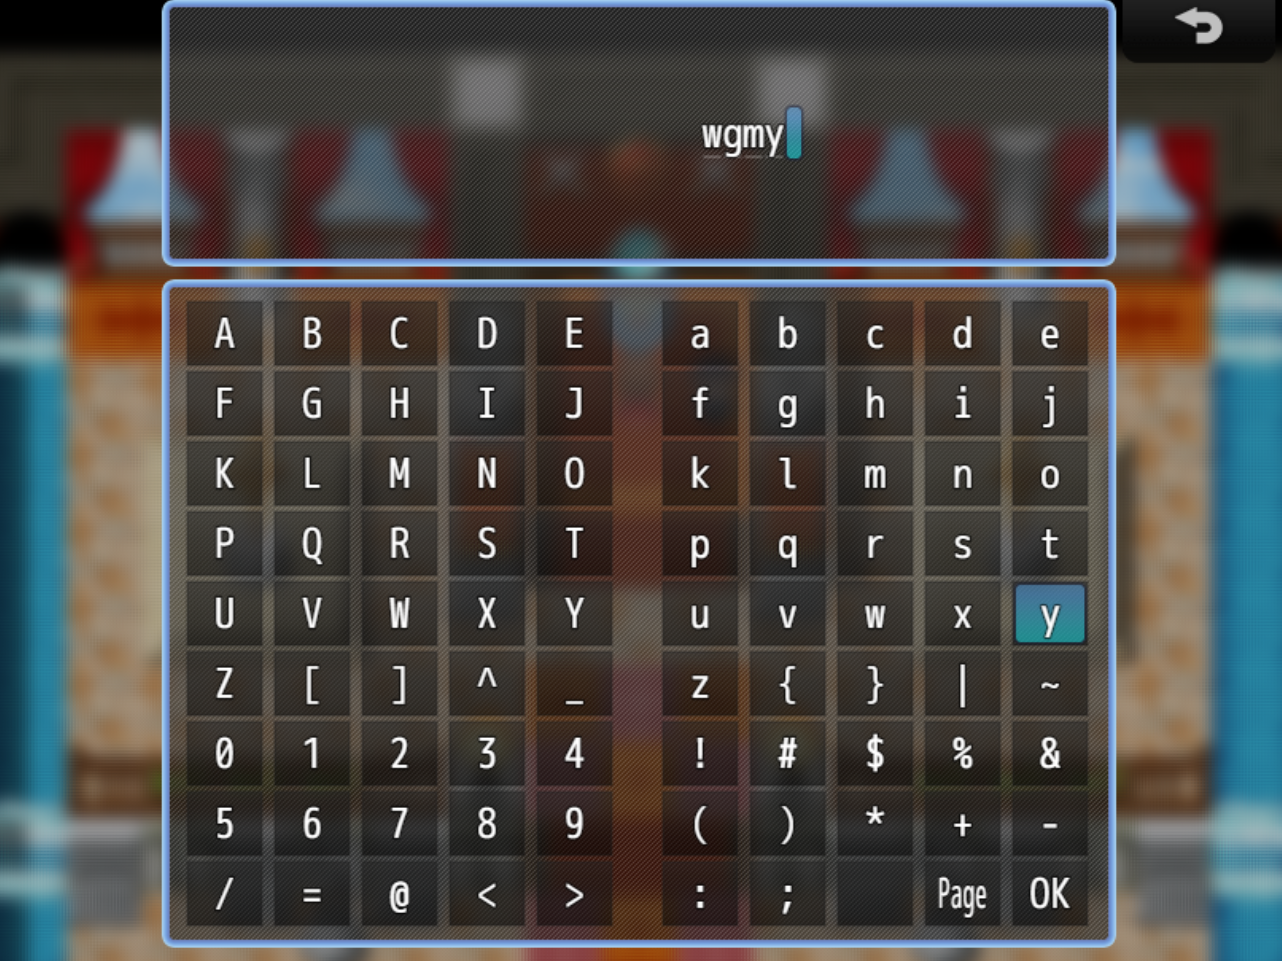 wgmy
A B C D E a b c d e
F G H I J f g h i j
K L M N O k l m n o
P Q R S T p q r s t
U V W X Y u v w x y
Z [ ] ^ _ z { } | ~
0 1 2 3 4 ! # $ % &
5 6 7 8 9 ( ) * + -
/ = @ < > : ; Page OK